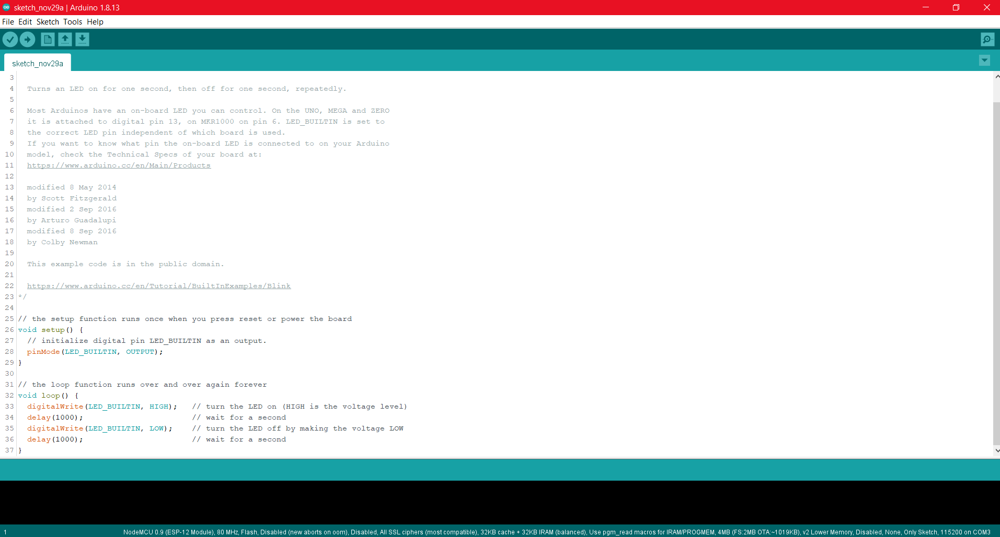 sketch_nov29a | Arduino 1.8.13
File Edit Sketch Tools Help
sketch_nov29a
3
4 Turns an LED on for one second, then off for one second, repeatedly.
5
6 Most Arduinos have an on-board LED you can control. On the UNO, MEGA and ZERO
7 it is attached to digital pin 13, on MKR1000 on pin 6. LED_BUILTIN is set to
8 the correct LED pin independent of which board is used.
9 If you want to know what pin the on-board LED is connected to on your Arduino
10 model, check the Technical Specs of your board at:
11 https://www.arduino.cc/en/Main/Products
12
13 modified 8 May 2014
14 by Scott Fitzgerald
15 modified 2 Sep 2016
16 by Arturo Guadalupi
17 modified 8 Sep 2016
18 by Colby Newman
19
20 This example code is in the public domain.
21
22 https://www.arduino.cc/en/Tutorial/BuiltInExamples/Blink
23 */
24
25 // the setup function runs once when you press reset or power the board
26 void setup() {
27 // initialize digital pin LED_BUILTIN as an output.
28 pinMode(LED_BUILTIN, OUTPUT);
29 }
30
31 // the loop function runs over and over again forever
32 void loop() {
33 digitalWrite(LED_BUILTIN, HIGH); // turn the LED on (HIGH is the voltage level)
34 delay(1000); // wait for a second
35 digitalWrite(LED_BUILTIN, LOW); // turn the LED off by making the voltage LOW
36 delay(1000); // wait for a second
37 }
1 NodeMCU 0.9 (ESP-12 Module), 80 MHz, Flash, Disabled (new aborts on oom), Disabled, All SSL ciphers (most compatible), 32KB cache + 32KB IRAM (balanced), Use pgm_read macros for IRAM/PROGMEM, 4MB (FS:2MB OTA:~1019KB), v2 Lower Memory, Disabled, None, Only Sketch, 115200 on COM3